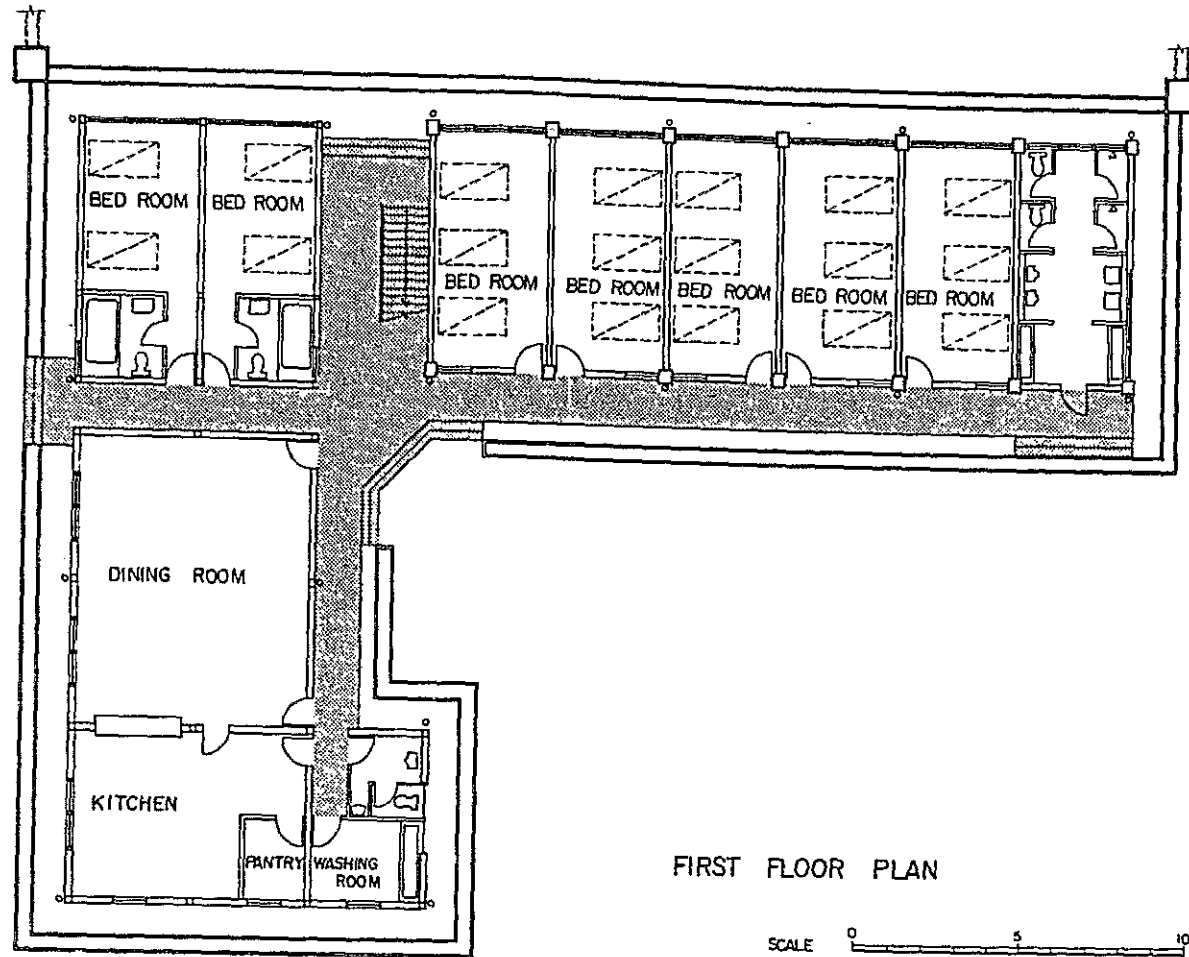 BED ROOM
BED ROOM
BED ROOM
BED ROOM
BED ROOM
BED ROOM
BED ROOM
DINING ROOM
KITCHEN
PANTRY
WASHING
ROOM
FIRST FLOOR PLAN
SCALE
0 5 10